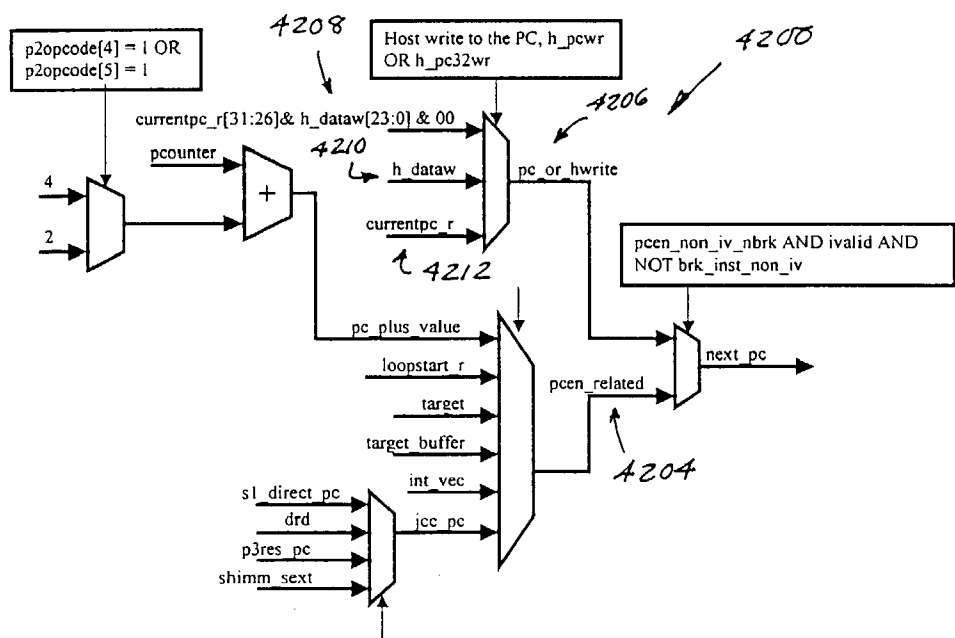 4208
4200
p2opcode[4] = 1 OR
p2opcode[5] = 1
Host write to the PC, h_pcwr
OR h_pc32wr
4206
currentpc_r[31:26]& h_dataw[23:0] & 00
4210
pcounter
4
2
+
h_dataw
pc_or_hwrite
currentpc_r
4212
pcen_non_iv_nbrk AND ivalid AND
NOT brk_inst_non_iv
pc_plus_value
loopstart_r
target
target_buffer
int_vec
jcc_pc
pcen_related
4204
next_pc
s1_direct_pc
drd
p3res_pc
shimm_sext